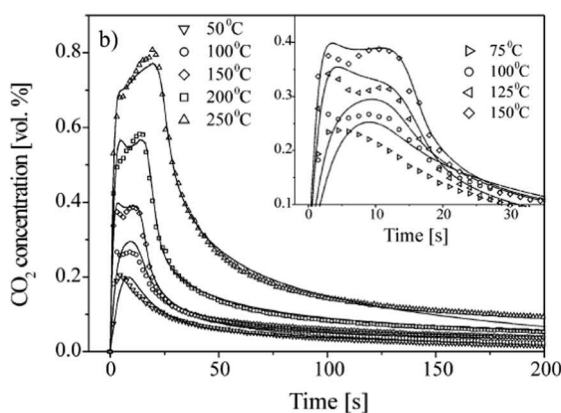 b)
CO₂ concentration [vol. %]
0.8
0.6
0.4
0.2
0.0
50⁰C
100⁰C
150⁰C
200⁰C
250⁰C
0.4
0.3
0.2
0.1
75⁰C
100⁰C
125⁰C
150⁰C
0 10 20 30
Time [s]
0 50 100 150 200
Time [s]